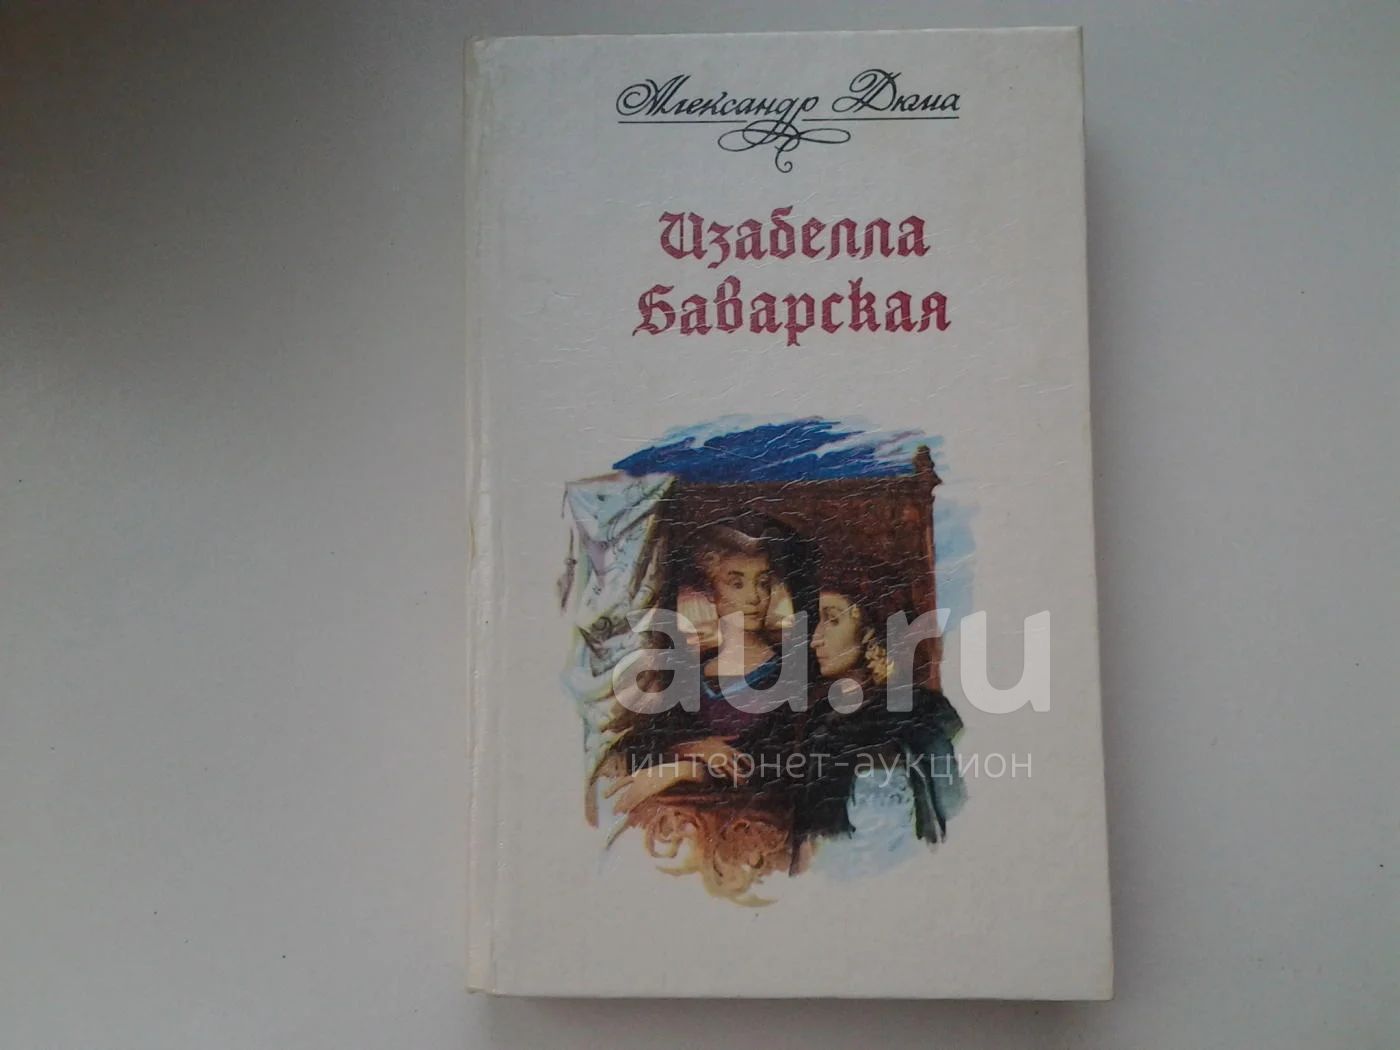 Александр Дюма
Изабелла
Баварская
au.ru
интернет-аукцион